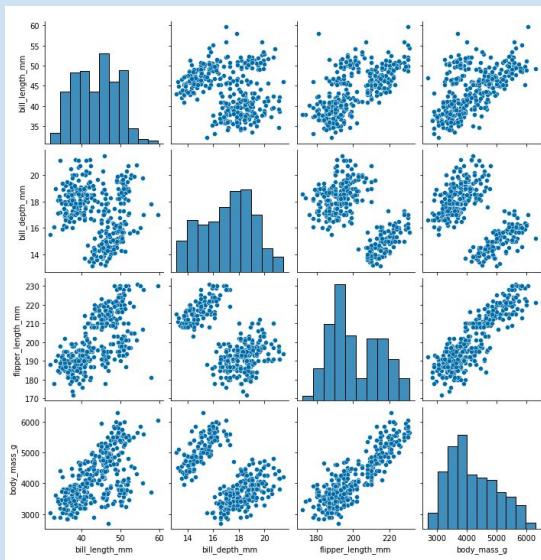 bill_length_mm
60
55
50
45
40
35
bill_depth_mm
20
18
16
14
flipper_length_mm
230
220
210
200
190
180
170
body_mass_g
6000
5000
4000
3000
40 50 60
bill_length_mm
14 16 18 20
bill_depth_mm
180 200 220
flipper_length_mm
3000 4000 5000 6000
body_mass_g